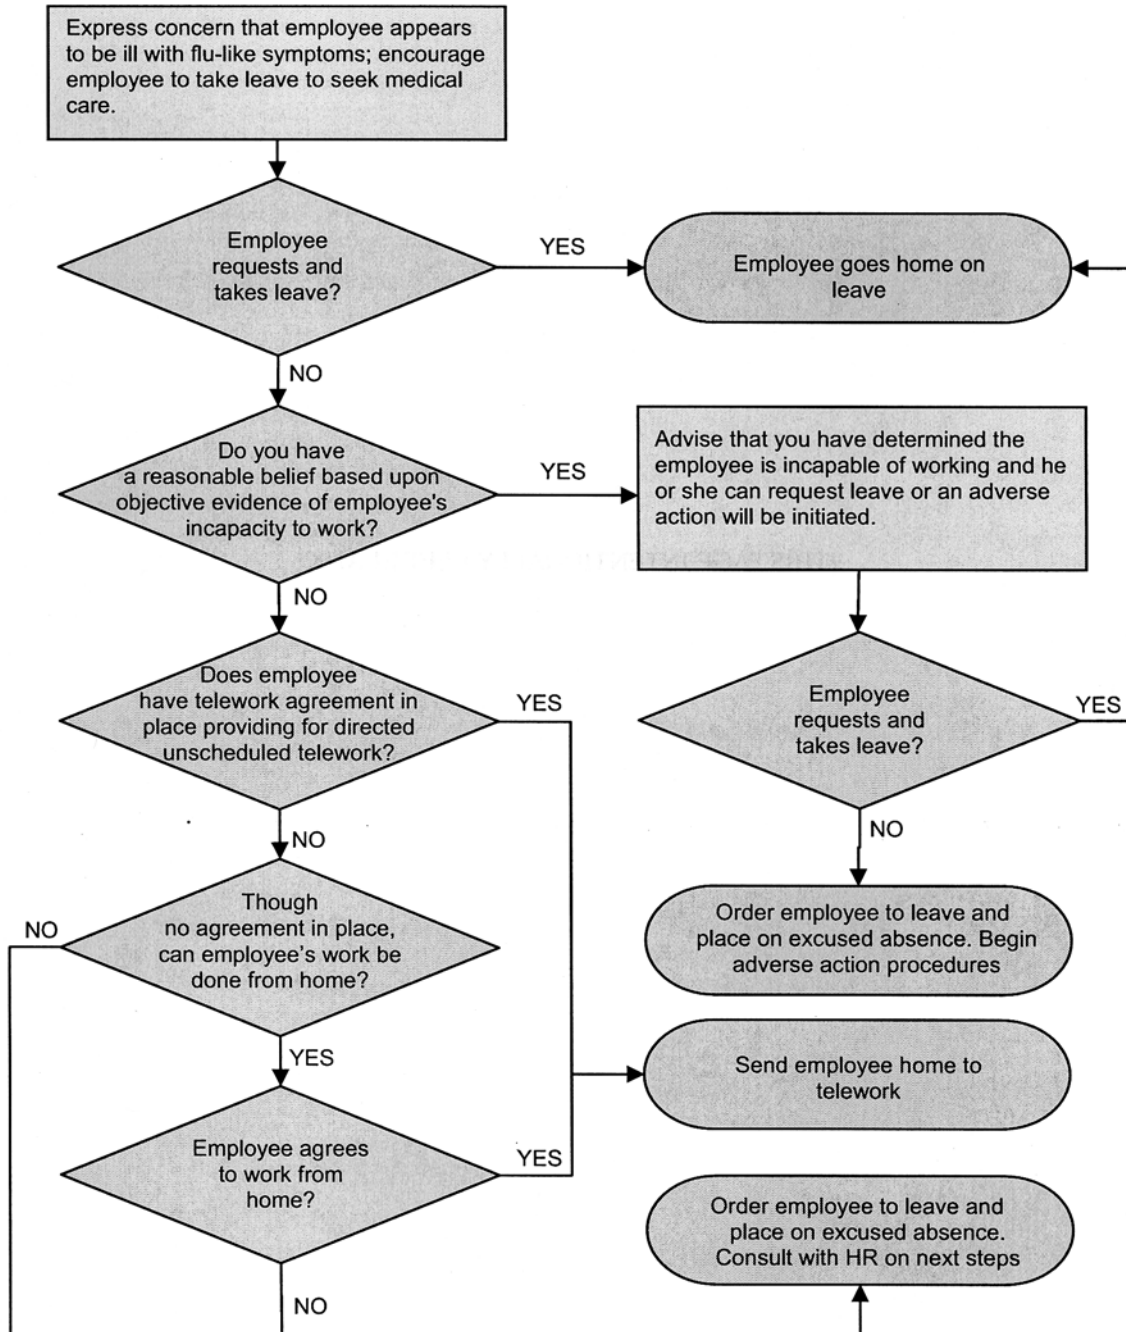 Express concern that employee appears
to be ill with flu-like symptoms; encourage
employee to take leave to seek medical
care.
Employee
requests and
takes leave?
YES
Employee goes home on
leave
NO
Do you have
a reasonable belief based upon
objective evidence of employee's
incapacity to work?
YES
Advise that you have determined the
employee is incapable of working and he
or she can request leave or an adverse
action will be initiated.
NO
Does employee
have telework agreement in
place providing for directed
unscheduled telework?
YES
Employee
requests and
takes leave?
YES
NO
NO
Though
no agreement in place,
can employee's work be
done from home?
NO
Order employee to leave and
place on excused absence. Begin
adverse action procedures
YES
Send employee home to
telework
Employee agrees
to work from
home?
YES
Order employee to leave and
place on excused absence.
Consult with HR on next steps
NO